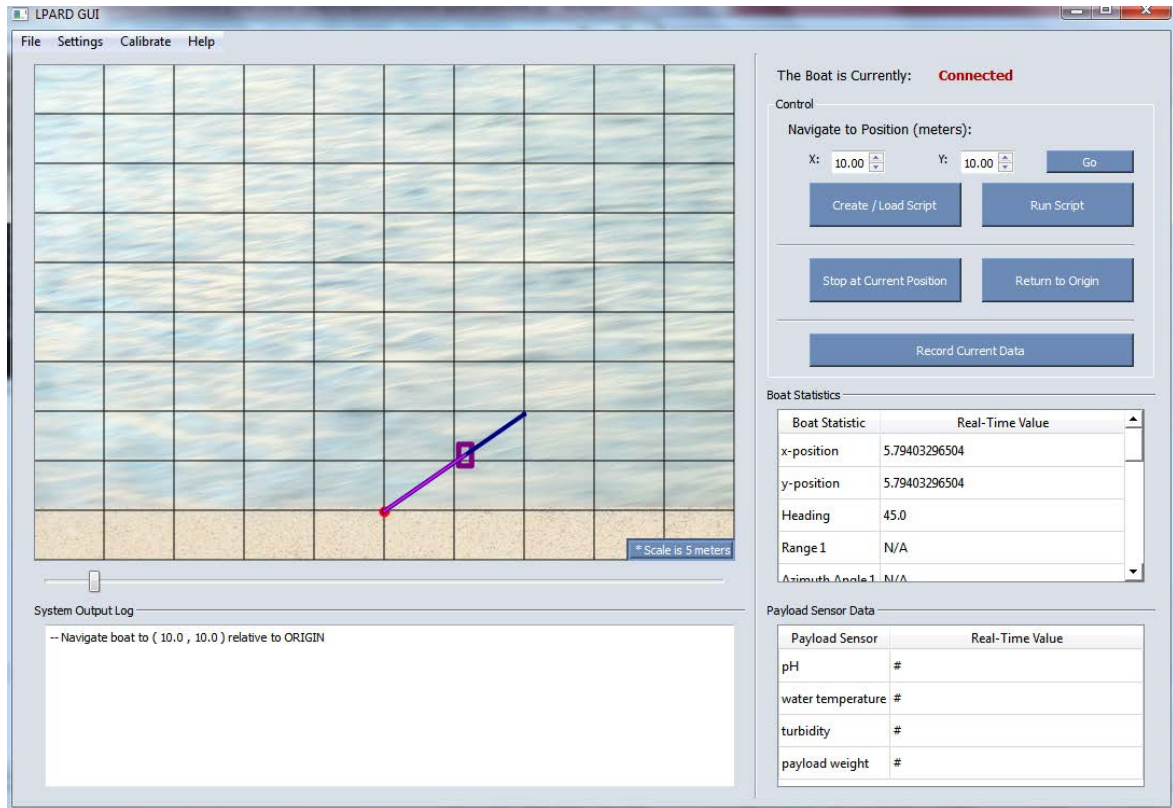 LPARD GUI
File Settings Calibrate Help
The Boat is Currently: Connected
Control
Navigate to Position (meters):
X: 10.00 Y: 10.00 Go
Create / Load Script Run Script
Stop at Current Position Return to Origin
Record Current Data
* Scale is 5 meters
Boat Statistics
Boat Statistic Real-Time Value
x-position 5.79403296504
y-position 5.79403296504
Heading 45.0
Range 1 N/A
Azimuth Angle 1 N/A
System Output Log
-- Navigate boat to ( 10.0 , 10.0 ) relative to ORIGIN
Payload Sensor Data
Payload Sensor Real-Time Value
pH #
water temperature #
turbidity #
payload weight #